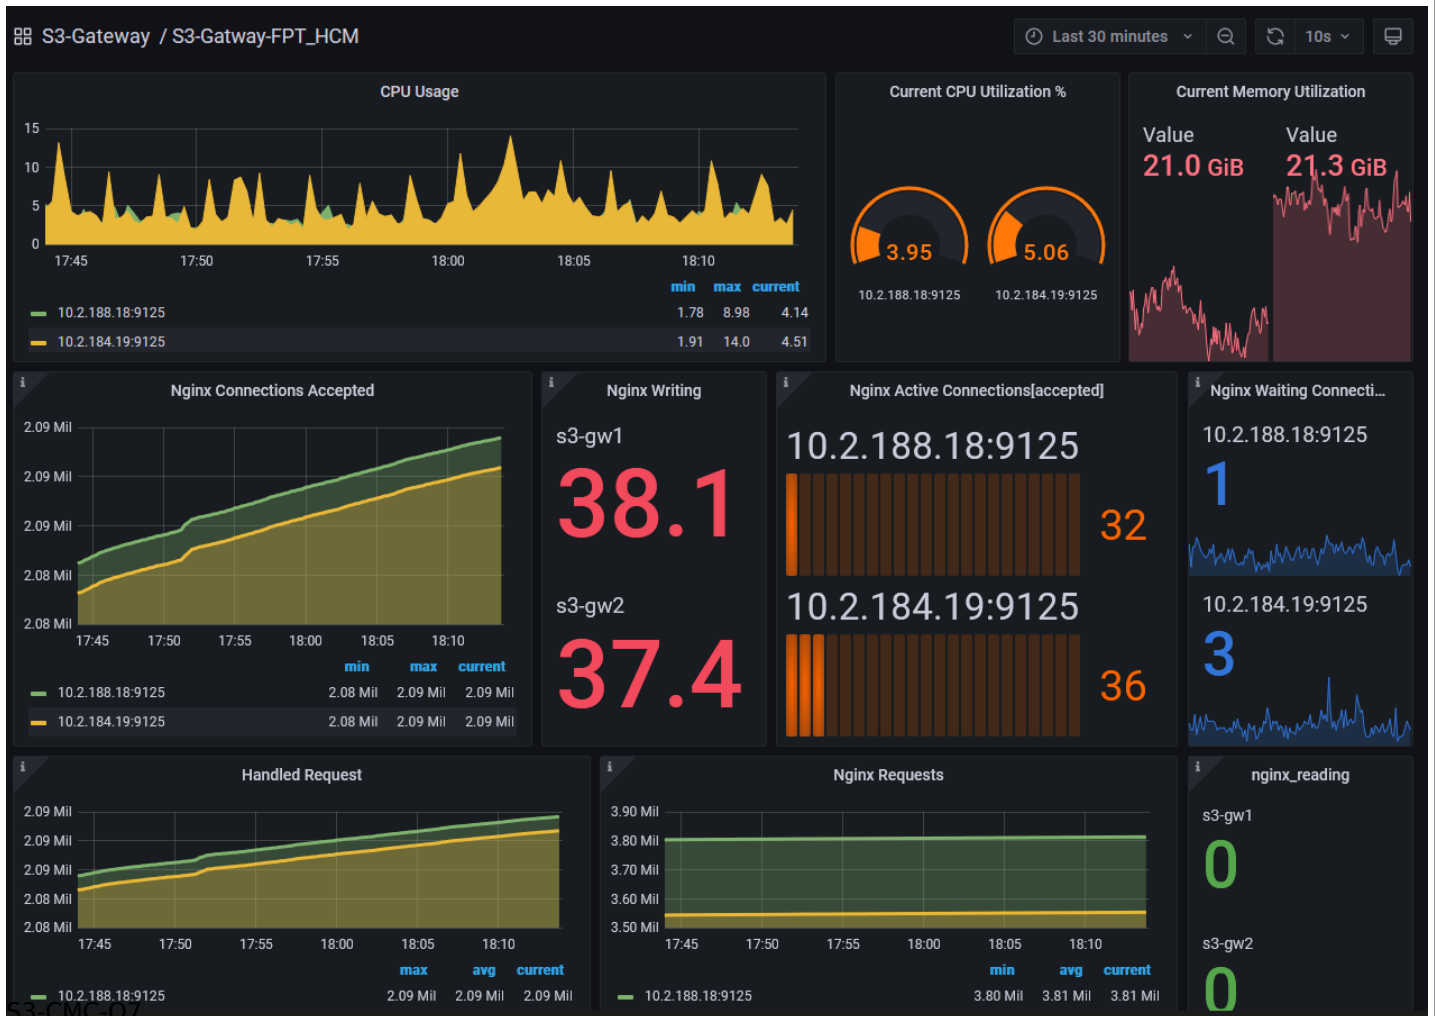 S3-Gateway / S3-Gatway-FPT_HCM
Last 30 minutes
10s
CPU Usage
15
10
5
0
17:45 17:50 17:55 18:00 18:05 18:10
min max current
10.2.188.18:9125 1.78 8.98 4.14
10.2.184.19:9125 1.91 14.0 4.51
Current CPU Utilization %
3.95 5.06
10.2.188.18:9125 10.2.184.19:9125
Current Memory Utilization
Value Value
21.0 GiB 21.3 GiB
Nginx Connections Accepted
2.09 Mil
2.09 Mil
2.09 Mil
2.08 Mil
2.08 Mil
17:45 17:50 17:55 18:00 18:05 18:10
min max current
10.2.188.18:9125 2.08 Mil 2.09 Mil 2.09 Mil
10.2.184.19:9125 2.08 Mil 2.09 Mil 2.09 Mil
Nginx Writing
s3-gw1
38.1
s3-gw2
37.4
Nginx Active Connections[accepted]
10.2.188.18:9125
32
10.2.184.19:9125
36
Nginx Waiting Connecti...
10.2.188.18:9125
1
10.2.184.19:9125
3
Handled Request
2.09 Mil
2.09 Mil
2.09 Mil
2.08 Mil
2.08 Mil
17:45 17:50 17:55 18:00 18:05 18:10
max avg current
10.2.188.18:9125 2.09 Mil 2.09 Mil 2.09 Mil
Nginx Requests
3.90 Mil
3.80 Mil
3.70 Mil
3.60 Mil
3.50 Mil
17:45 17:50 17:55 18:00 18:05 18:10
min avg current
10.2.188.18:9125 3.80 Mil 3.81 Mil 3.81 Mil
nginx_reading
s3-gw1
0
s3-gw2
0